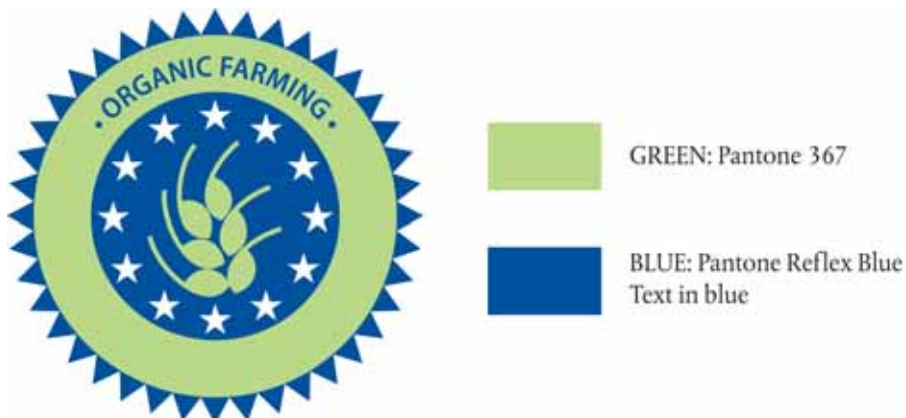 • ORGANIC FARMING •
GREEN: Pantone 367
BLUE: Pantone Reflex Blue
Text in blue